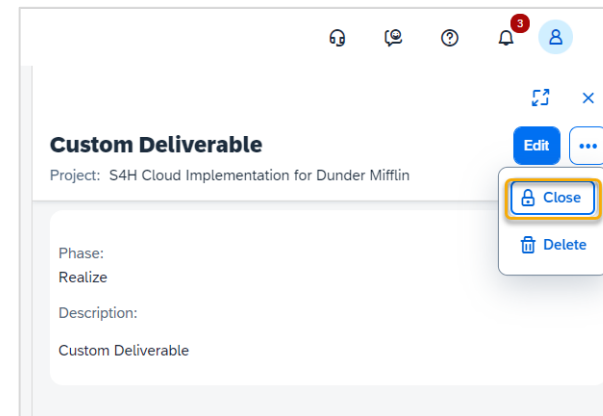 3
Custom Deliverable
Edit
Project: S4H Cloud Implementation for Dunder Mifflin
Close
Delete
Phase:
Realize
Description:
Custom Deliverable